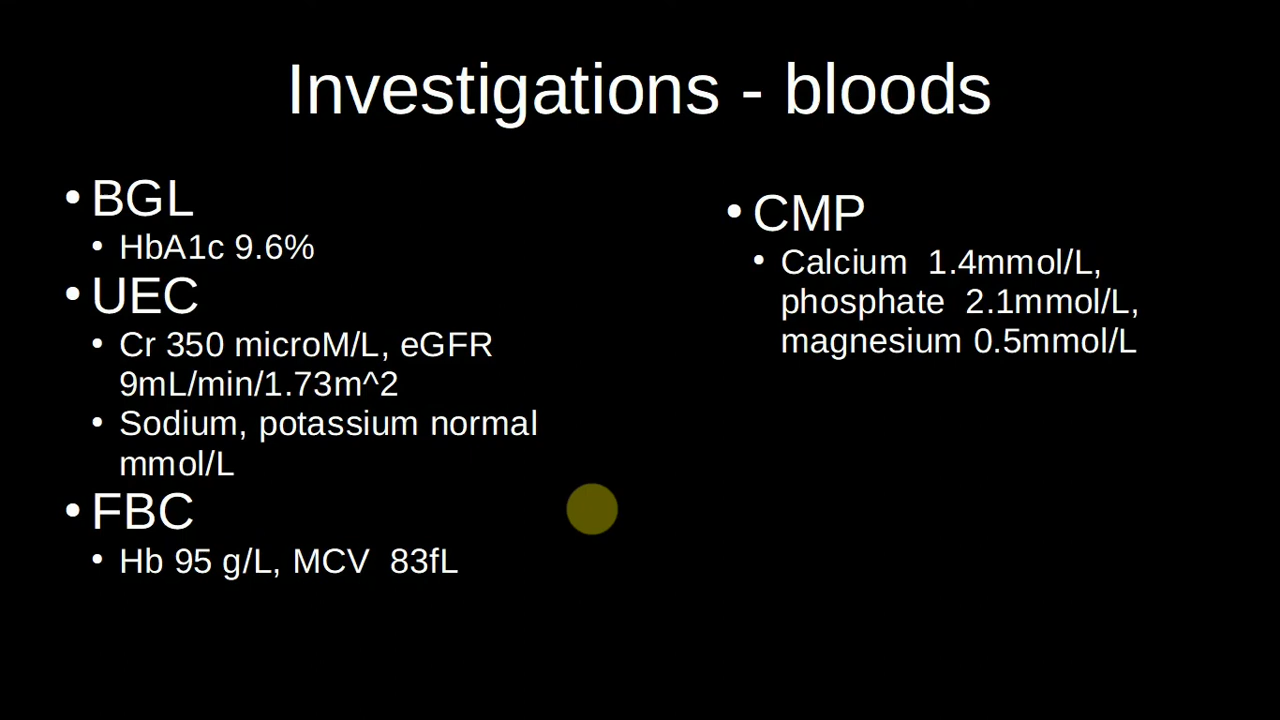 Investigations - bloods
• BGL
• HbA1c 9.6%
• UEC
• Cr 350 microM/L, eGFR
9mL/min/1.73m^2
• Sodium, potassium normal
mmol/L
• FBC
• Hb 95 g/L, MCV  83fL
• CMP
• Calcium  1.4mmol/L,
phosphate  2.1mmol/L,
magnesium 0.5mmol/L